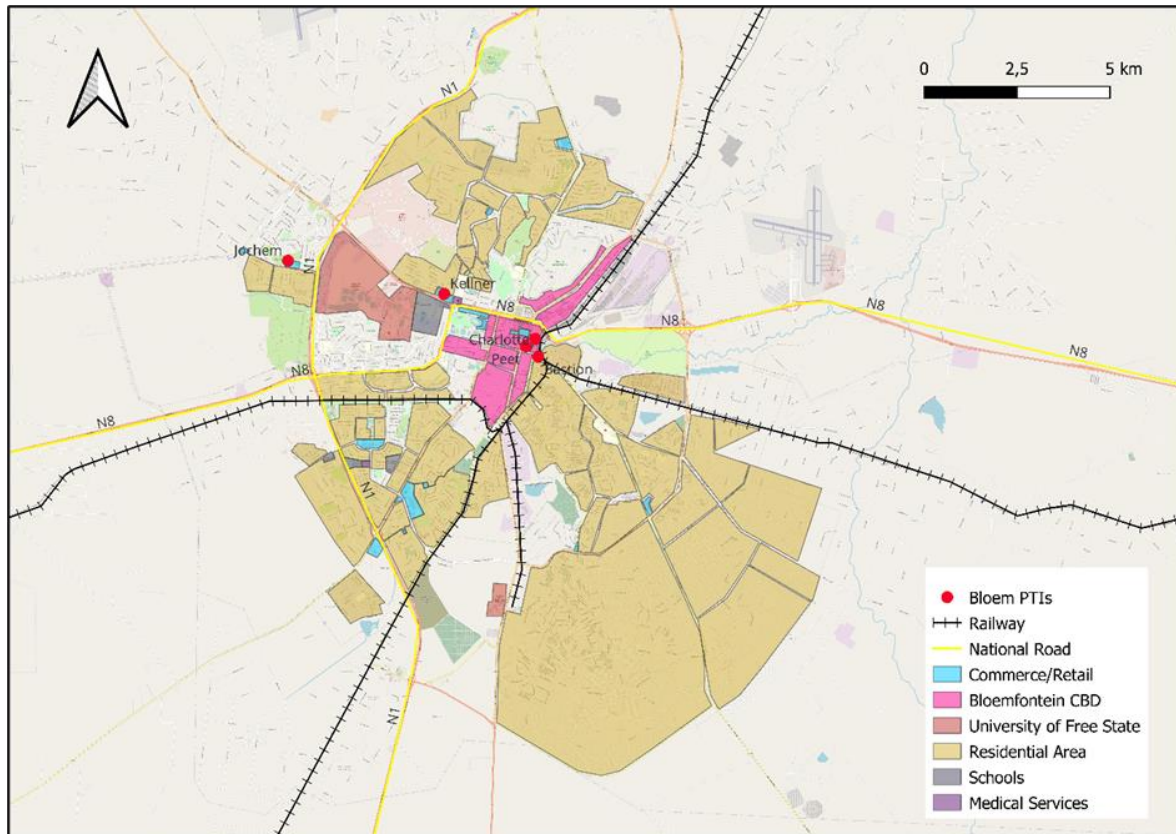 0 2,5 5 km
N1
Jochem
N1
Kellner
N8
N8
N8
N8
Charlotte
Peet
Bastion
N8
N8
N1
N1
Bloem PTIs
Railway
National Road
Commerce/Retail
Bloemfontein CBD
University of Free State
Residential Area
Schools
Medical Services